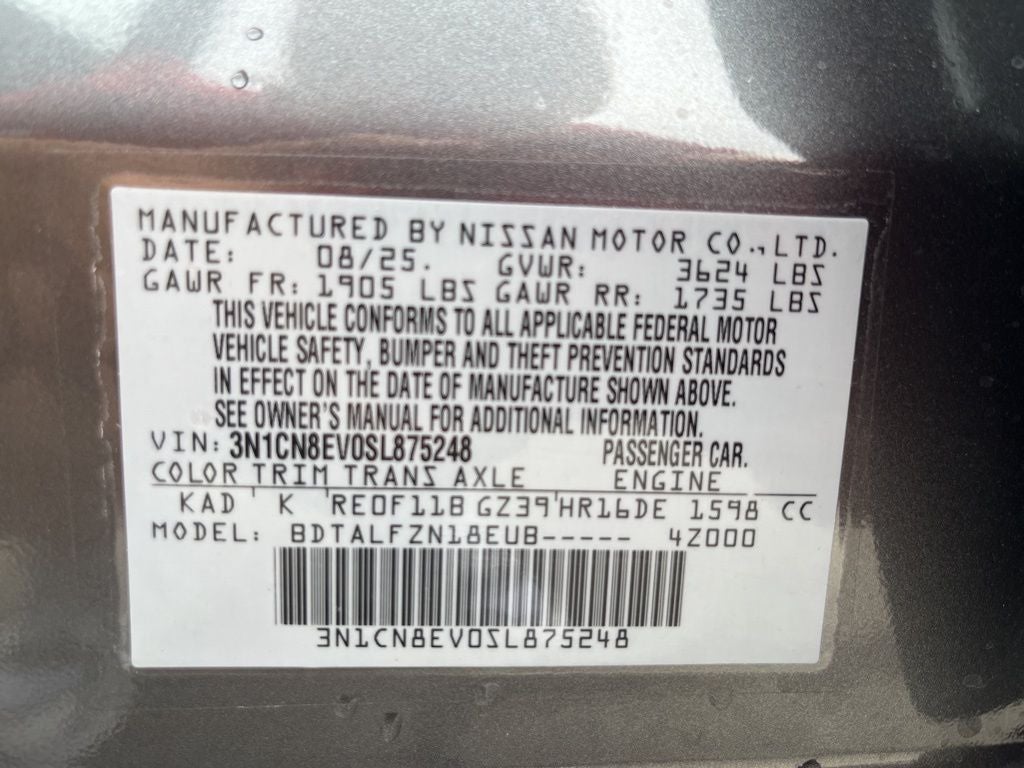 MANUFACTURED BY NISSAN MOTOR CO.,LTD.
DATE: 08/25. GVWR: 3624 LBS
GAWR FR: 1905 LBS GAWR RR: 1735 LBS
THIS VEHICLE CONFORMS TO ALL APPLICABLE FEDERAL MOTOR
VEHICLE SAFETY, BUMPER AND THEFT PREVENTION STANDARDS
IN EFFECT ON THE DATE OF MANUFACTURE SHOWN ABOVE.
SEE OWNER'S MANUAL FOR ADDITIONAL INFORMATION.
VIN: 3N1CN8EV0SL875248 PASSENGER CAR.
COLOR TRIM TRANS AXLE ENGINE
KAD ' K 'RE0F11B GZ39'HR16DE 1598 CC
MODEL: BDTALFZN18EUB----- 4Z000
3N1CN8EV0SL875248